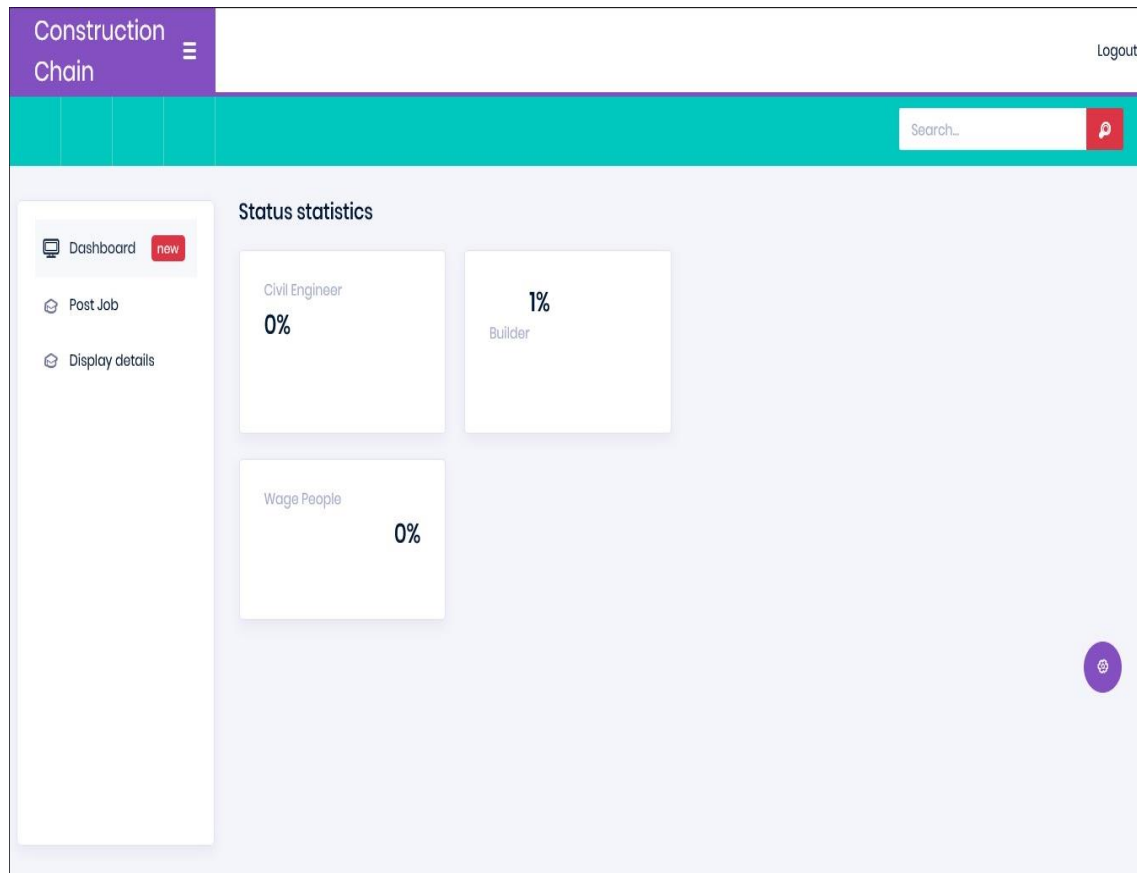 Construction
Chain
Logout
Search...
Status statistics
Dashboard new
Post Job
Display details
Civil Engineer
0%
1%
Builder
Wage People
0%